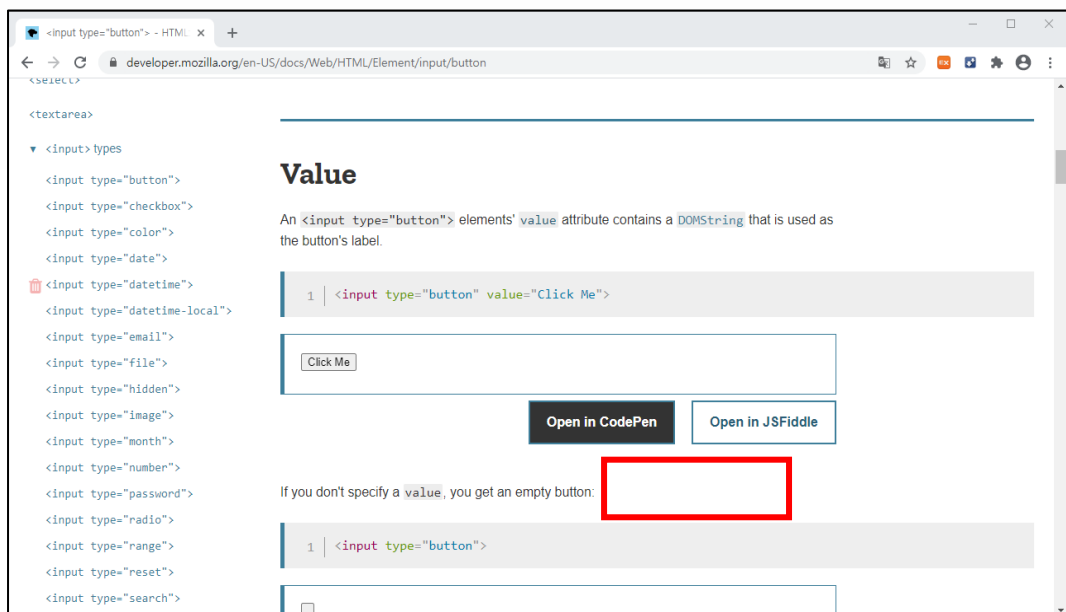 <input type="button"> - HTML
developer.mozilla.org/en-US/docs/Web/HTML/Element/input/button
<select>
<textarea>
<input> types
<input type="button">
<input type="checkbox">
<input type="color">
<input type="date">
<input type="datetime">
<input type="datetime-local">
<input type="email">
<input type="file">
<input type="hidden">
<input type="image">
<input type="month">
<input type="number">
<input type="password">
<input type="radio">
<input type="range">
<input type="reset">
<input type="search">
Value
An <input type="button"> elements' value attribute contains a DOMString that is used as
the button's label.
1 <input type="button" value="Click Me">
Click Me
Open in CodePen Open in JSFiddle
If you don't specify a value, you get an empty button:
1 <input type="button">